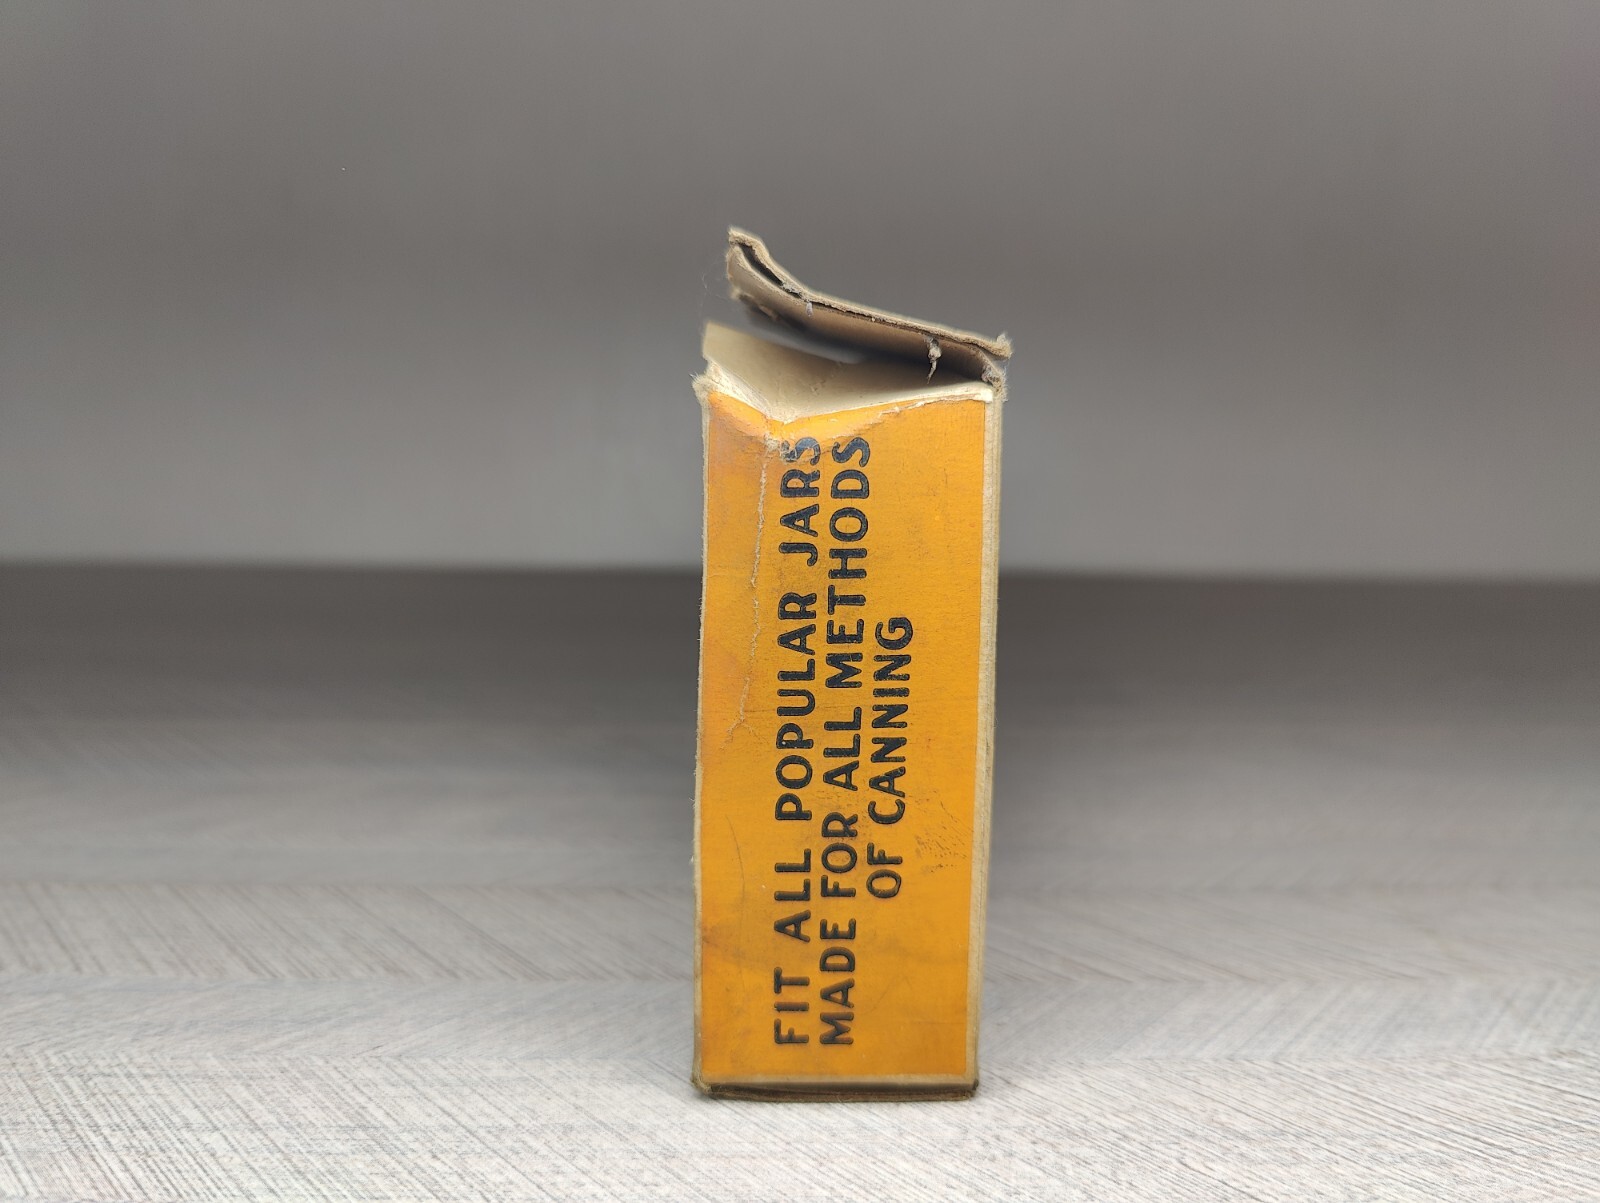 FIT ALL POPULAR JARS
MADE FOR ALL METHODS
OF CANNING